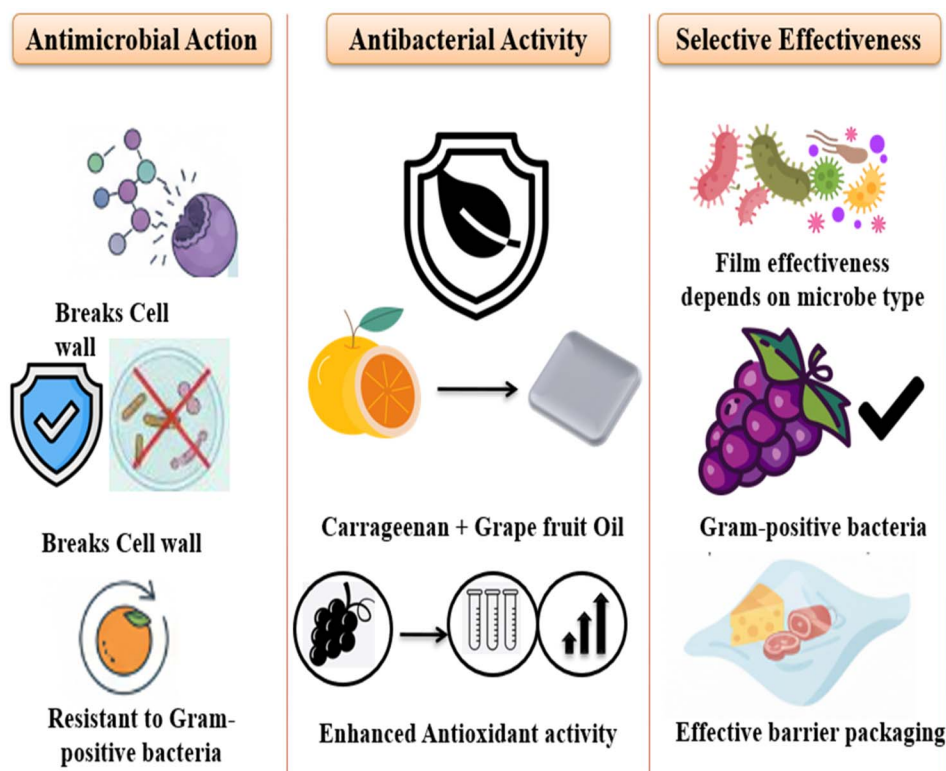 Antimicrobial Action
Breaks Cell
wall
Breaks Cell wall
Resistant to Gram-
positive bacteria
Antibacterial Activity
Carrageenan + Grape fruit Oil
Enhanced Antioxidant activity
Selective Effectiveness
Film effectiveness
depends on microbe type
Gram-positive bacteria
Effective barrier packaging